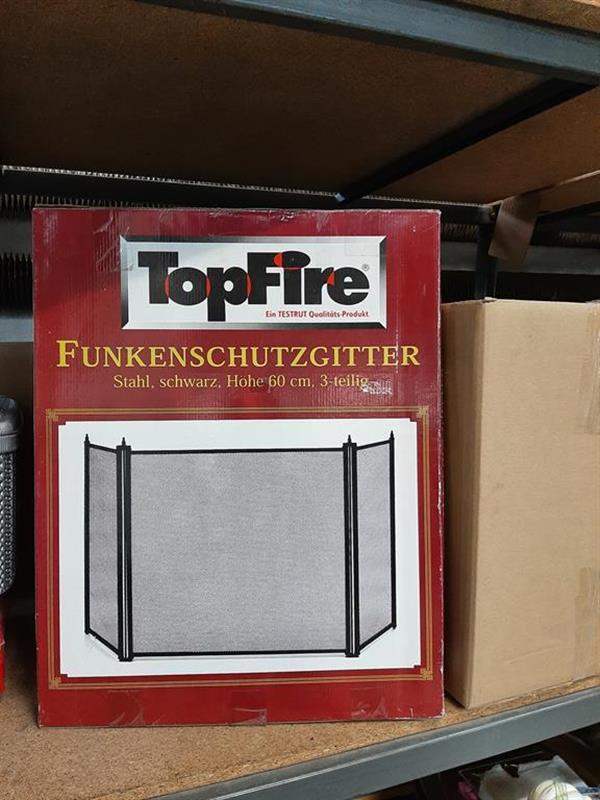 TopFire®
Ein TESTRUT Qualitäts-Produkt.
FUNKENSCHUTZGITTER
Stahl, schwarz, Höhe 60 cm, 3-teilig